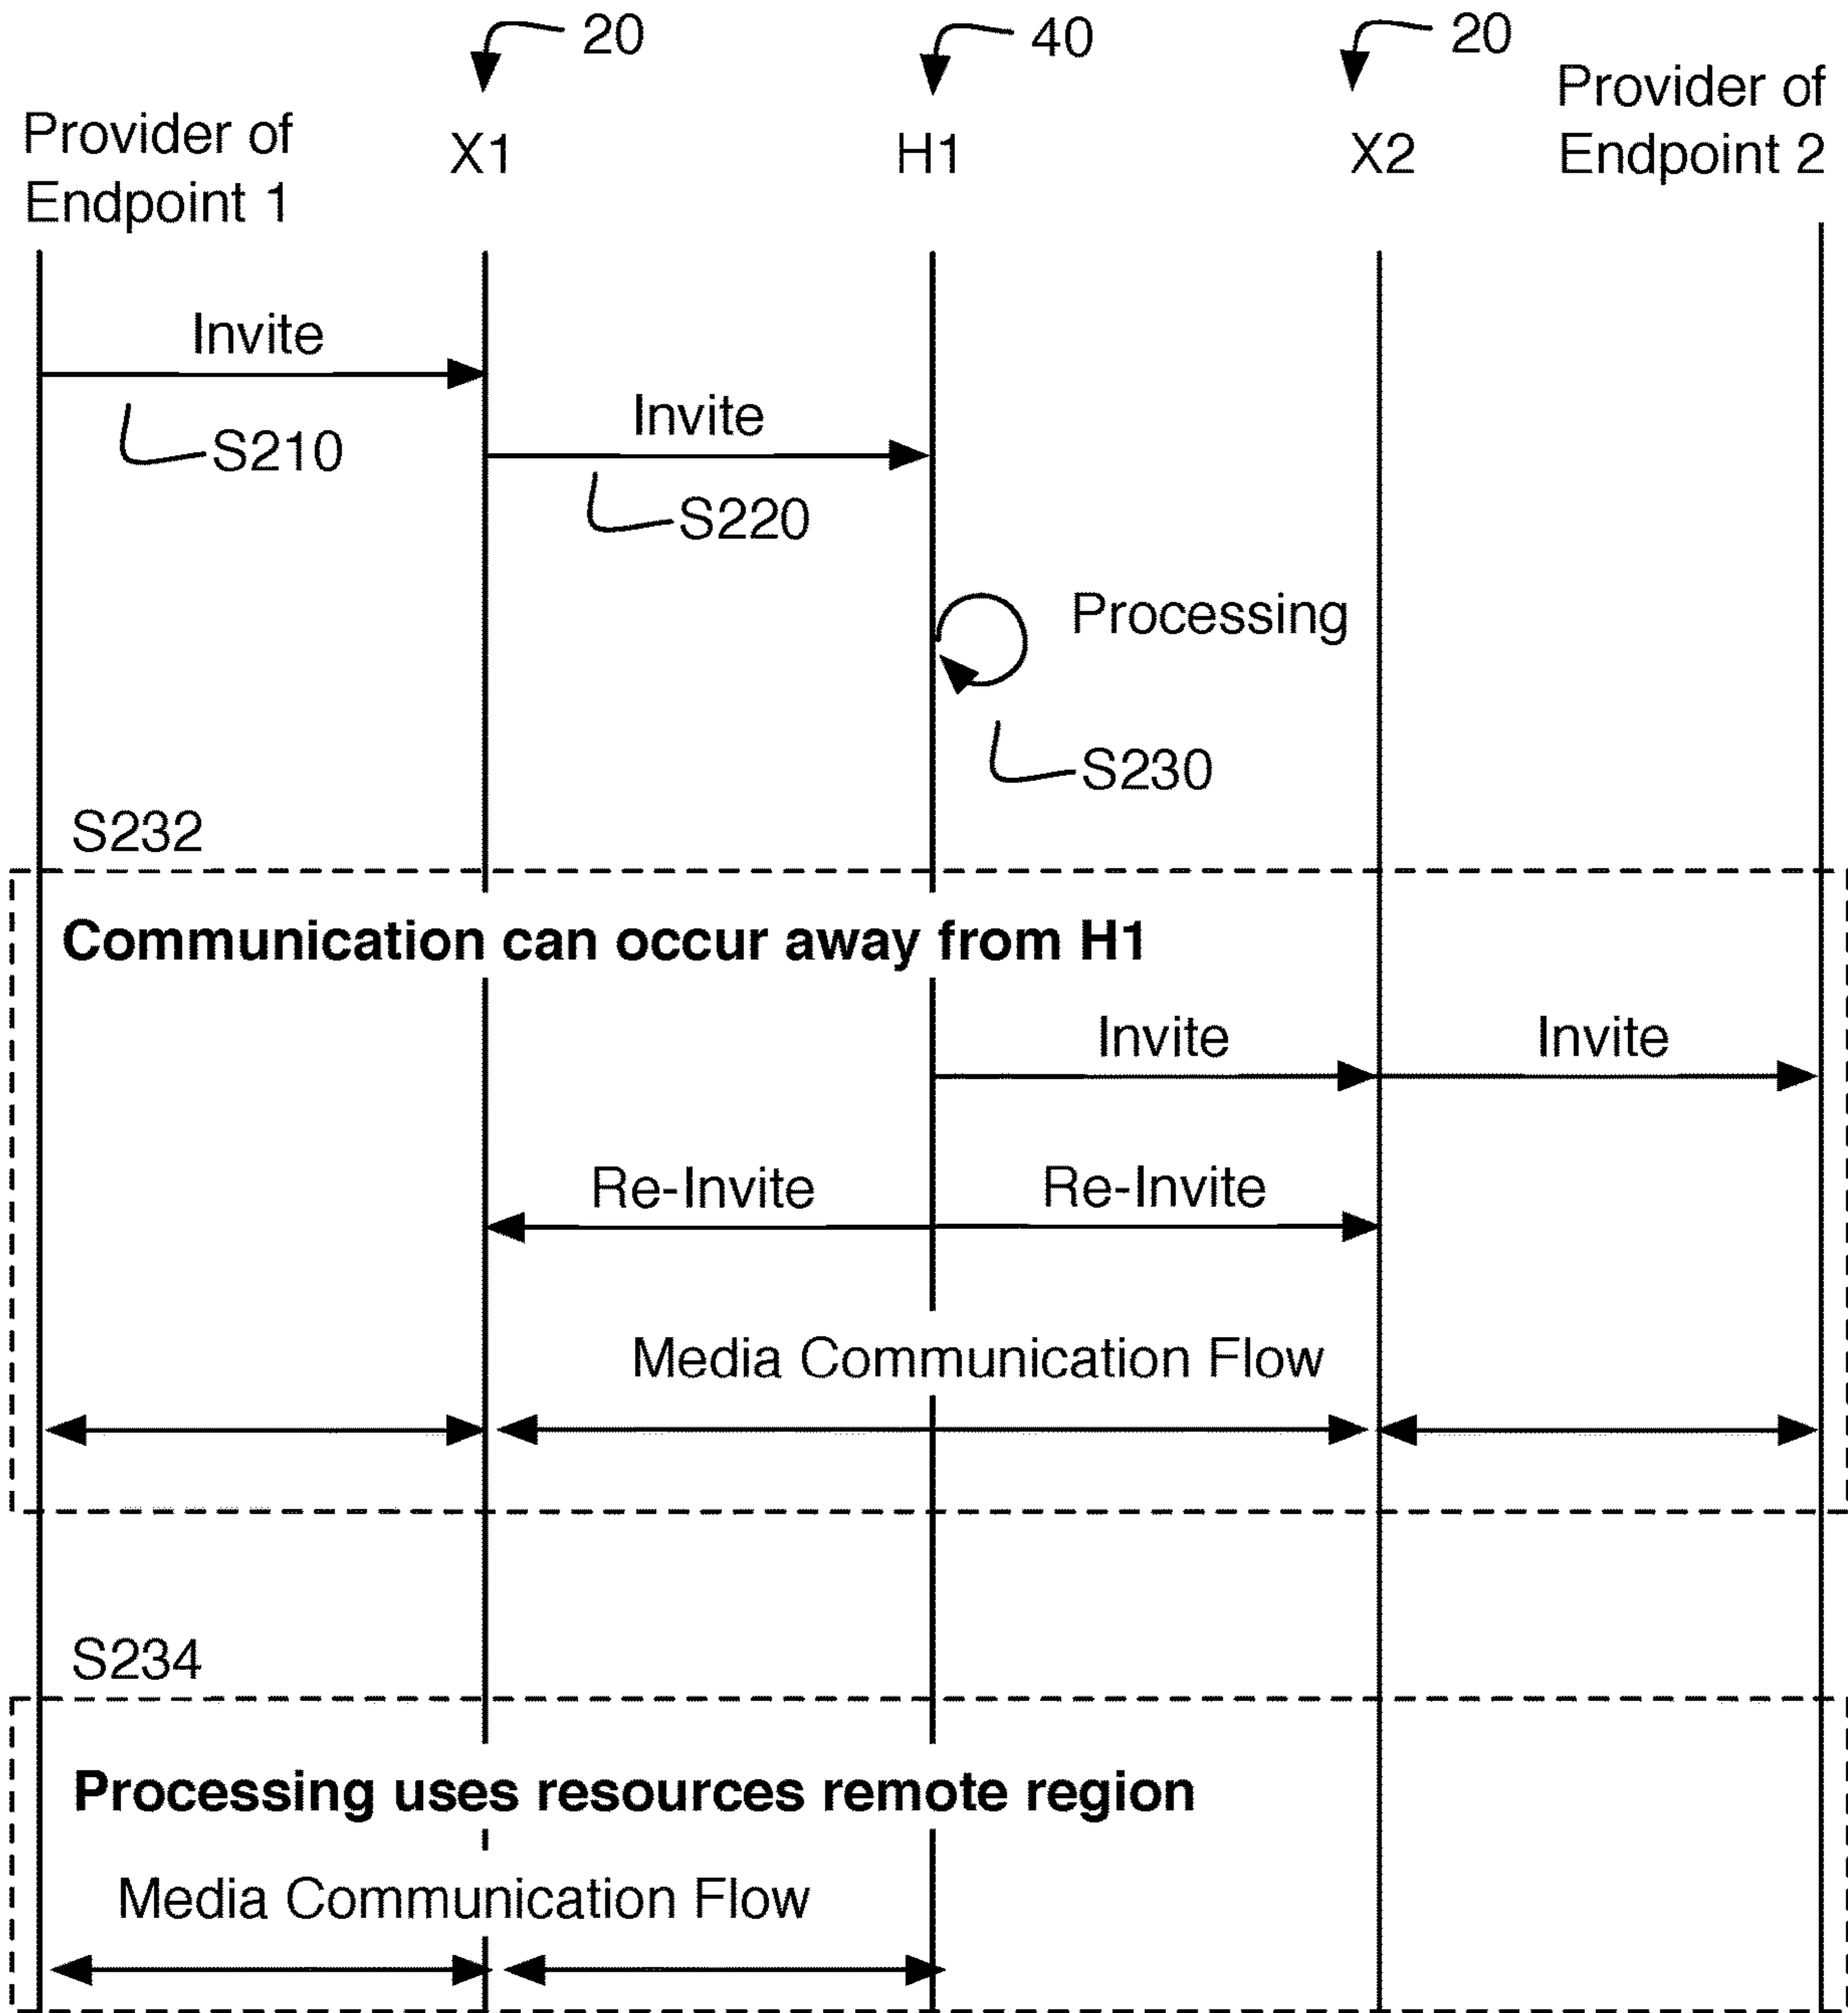 20
40
20
Provider of
Endpoint 1
X1
H1
X2
Provider of
Endpoint 2
Invite
S210
Invite
S220
Processing
S230
S232
Communication can occur away from H1
Invite
Invite
Re-Invite
Re-Invite
Media Communication Flow
S234
Processing uses resources remote region
Media Communication Flow